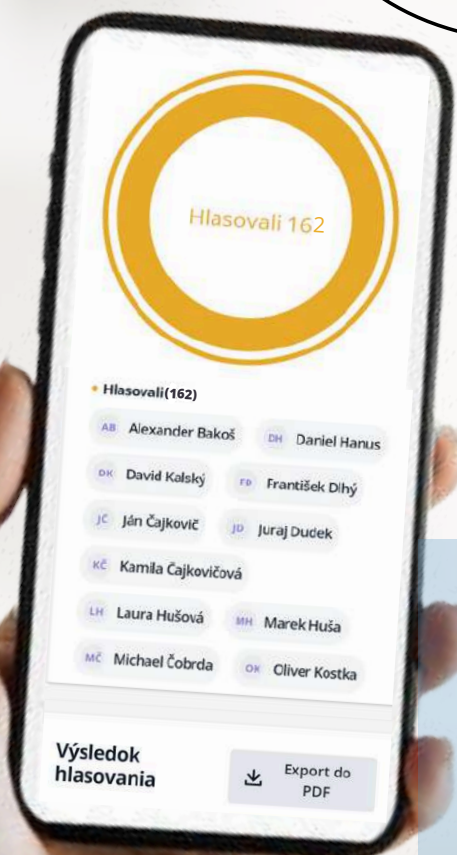 Hlasovali 162
Hlasovali(162)
AB Alexander Bakoš DH Daniel Hanus
DK David Kalský FD František Dlhý
JČ Ján Čajkovič JD Juraj Dudek
KČ Kamila Čajkovičová
LH Laura Hušová MH Marek Huša
MČ Michael Čobrda OK Oliver Kostka
Výsledok Export do
hlasovania PDF